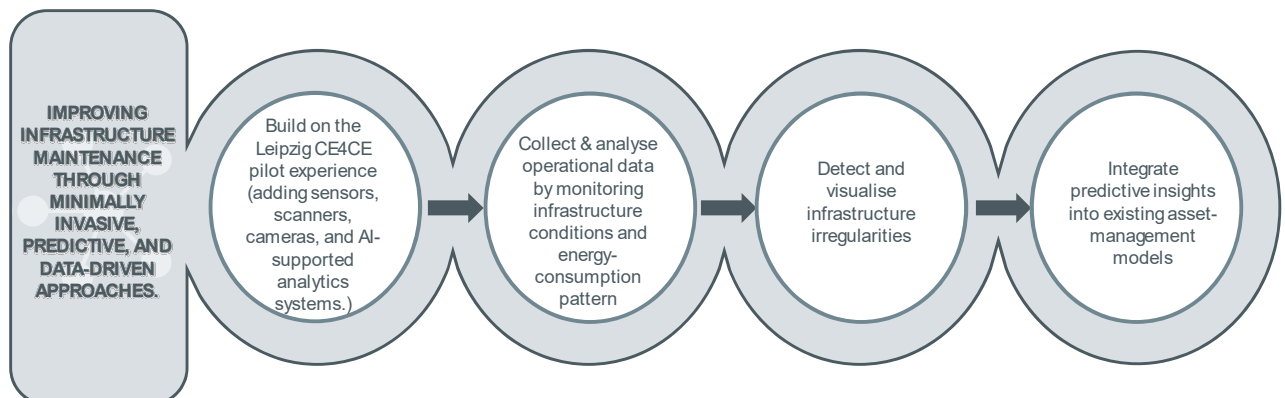 IMPROVING
INFRASTRUCTURE
MAINTENANCE
THROUGH
MINIMALLY
INVASIVE,
PREDICTIVE, AND
DATA-DRIVEN
APPROACHES.
Build on the
Leipzig CE4CE
pilot experience
(adding sensors,
scanners,
cameras, and AI-
supported
analytics
systems.)
Collect & analyse
operational data
by monitoring
infrastructure
conditions and
energy-
consumption
pattern
Detect and
visualise
infrastructure
irregularities
Integrate
predictive insights
into existing asset-
management
models